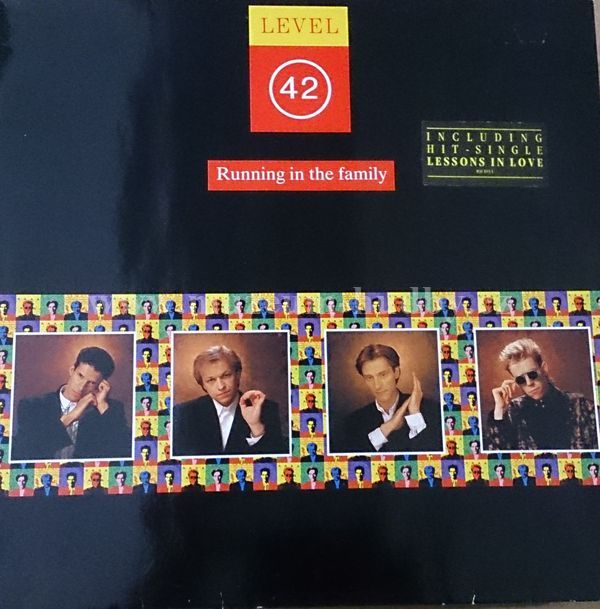 LEVEL
42
Running in the family
INCLUDING
HIT-SINGLE
LESSONS IN LOVE